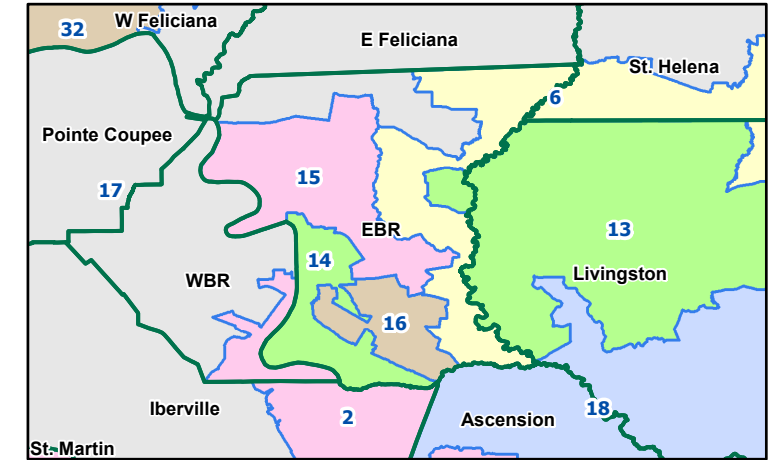 W Feliciana
32
E Feliciana
St. Helena
6
Pointe Coupee
15
17
EBR
13
14
Livingston
WBR
16
Iberville
2
Ascension
18
St. Martin